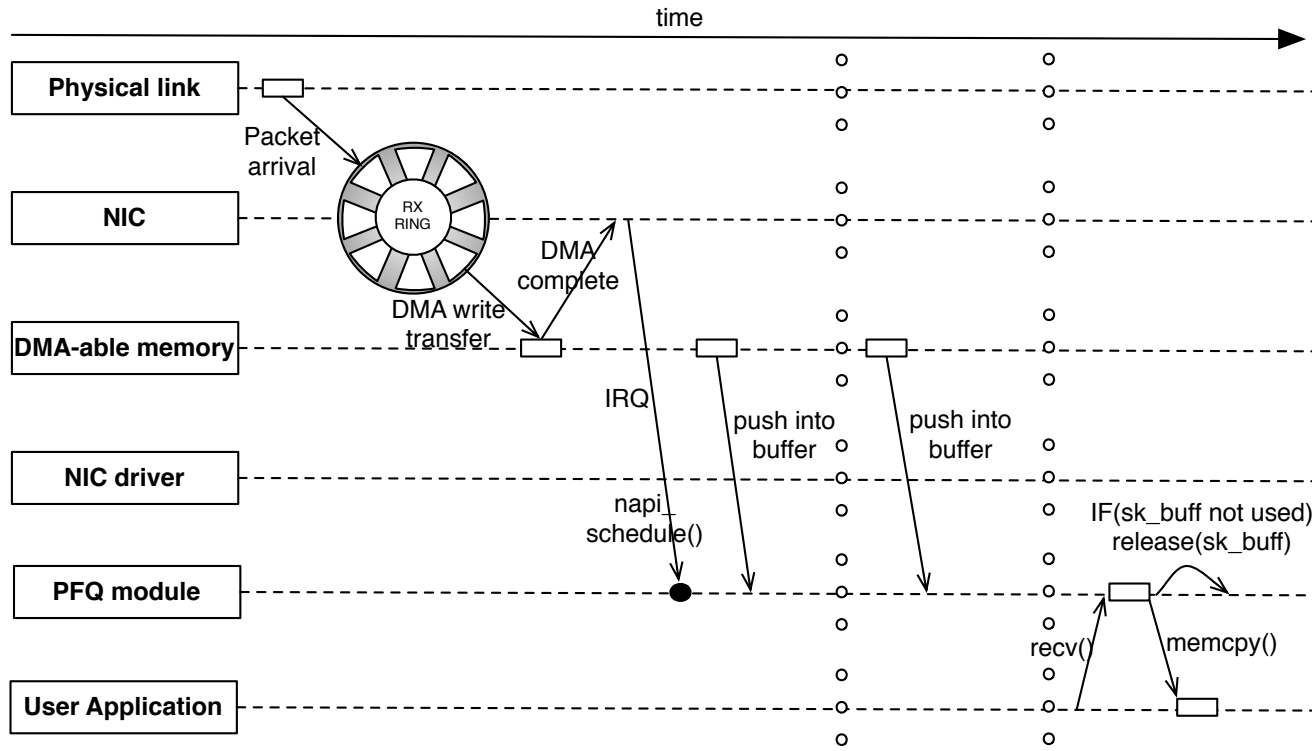 time
Physical link
Packet
arrival
NIC
RX
RING
DMA
complete
DMA write
transfer
DMA-able memory
IRQ
push into
buffer
push into
buffer
NIC driver
napi_
schedule()
IF(sk_buff not used)
release(sk_buff)
PFQ module
recv()
memcpy()
User Application